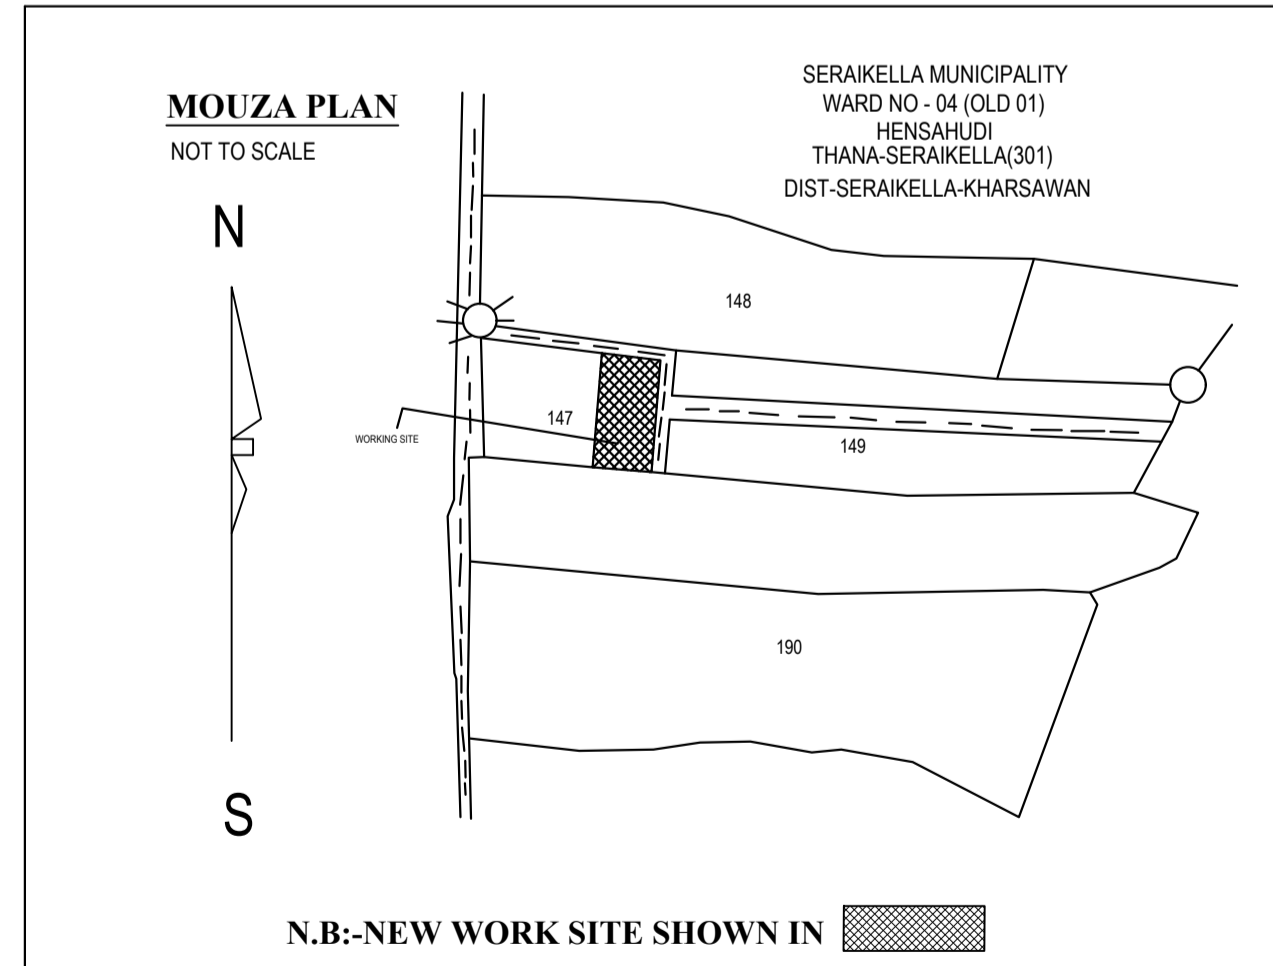 MOUZA PLAN
NOT TO SCALE
SERAIKELLA MUNICIPALITY
WARD NO - 04 (OLD 01)
HENSAHUDI
THANA-SERAIKELLA(301)
DIST-SERAIKELLA-KHARSAWAN
N
148
147
WORKING SITE
149
190
S
N.B:-NEW WORK SITE SHOWN IN